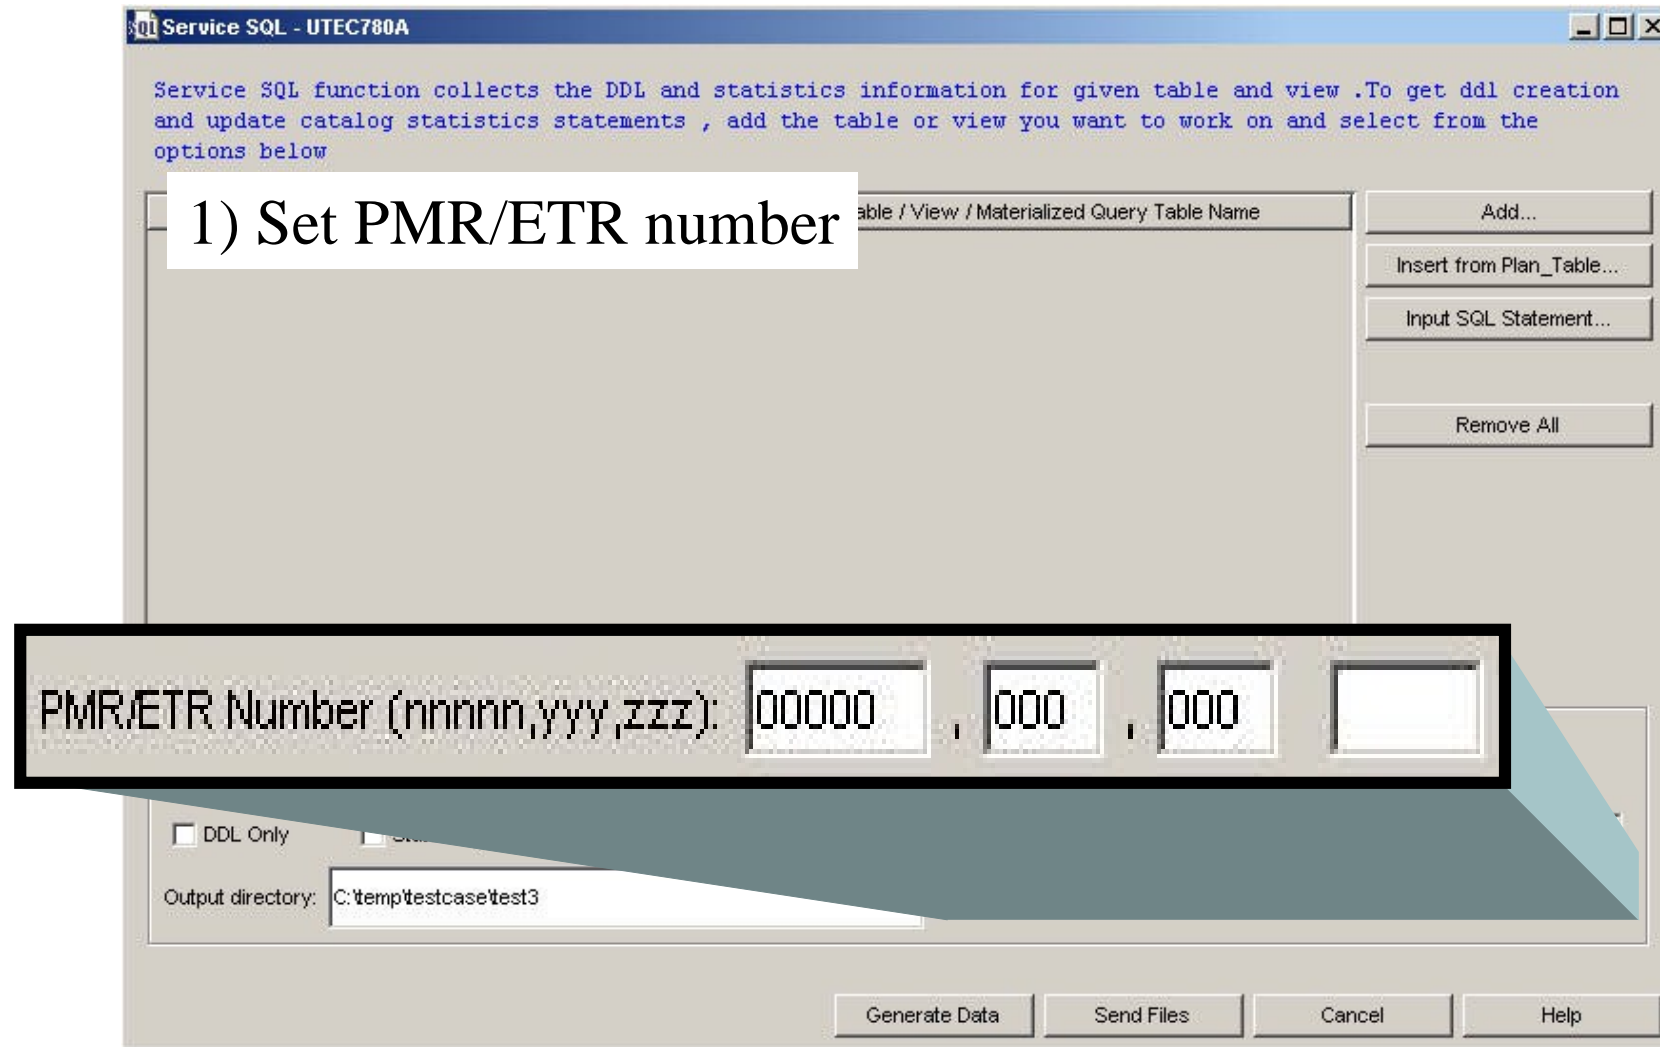 Service SQL - UTEC780A
Service SQL function collects the DDL and statistics information for given table and view .To get ddl creation
and update catalog statistics statements , add the table or view you want to work on and select from the
options below
1) Set PMR/ETR number
able / View / Materialized Query Table Name
Add...
Insert from Plan_Table...
Input SQL Statement...
Remove All
PMR/ETR Number (nnnnn,yyy,zzz): 00000 , 000 , 000
DDL Only
Output directory: C:\temp\testcase\test3
Generate Data Send Files Cancel Help